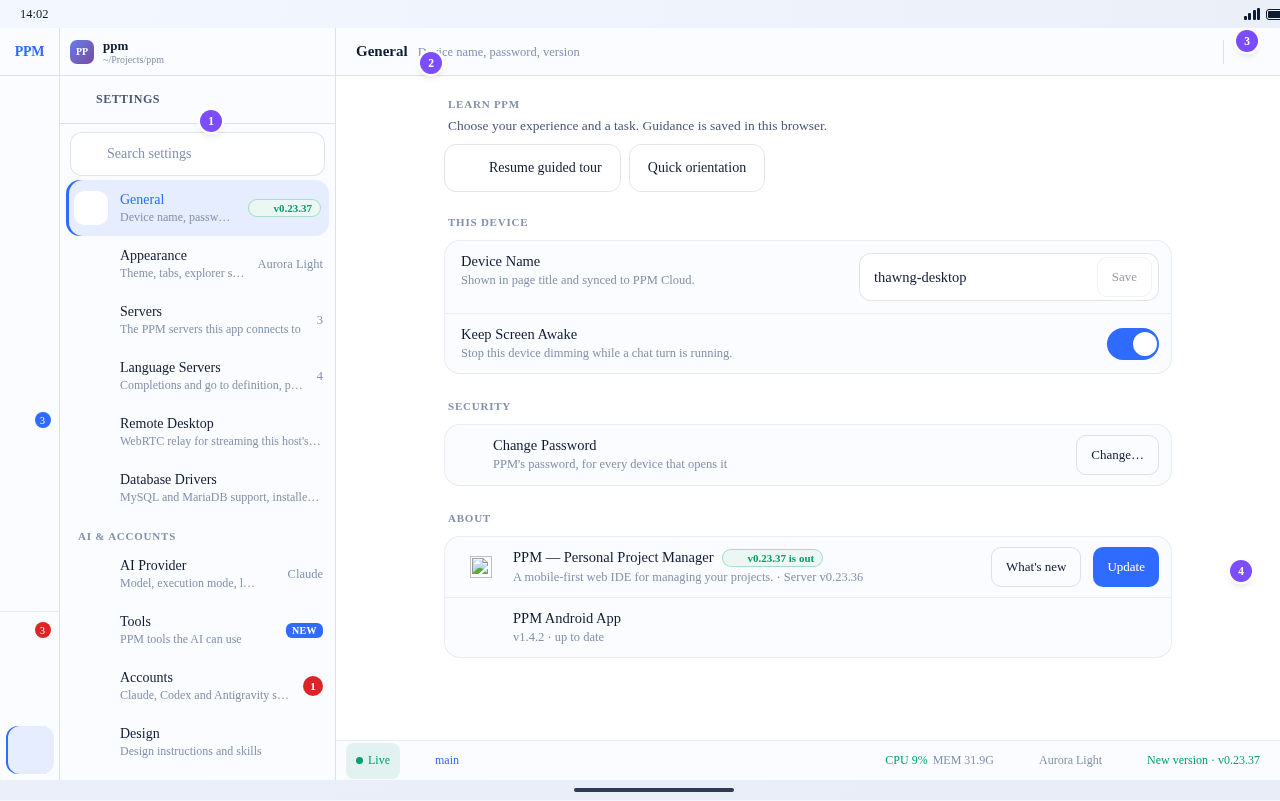 14:02
PPM
PP
ppm
~/Projects/ppm
General
Device name, password, version
2
3
SETTINGS
1
Search settings
General
Device name, passw…
v0.23.37
Appearance
Theme, tabs, explorer s…
Aurora Light
Servers
The PPM servers this app connects to
3
Language Servers
Completions and go to definition, p…
4
Remote Desktop
WebRTC relay for streaming this host's…
3
Database Drivers
MySQL and MariaDB support, installe…
AI & ACCOUNTS
AI Provider
Model, execution mode, l…
Claude
Tools
PPM tools the AI can use
NEW
3
Accounts
Claude, Codex and Antigravity s…
1
Design
Design instructions and skills
LEARN PPM
Choose your experience and a task. Guidance is saved in this browser.
Resume guided tour
Quick orientation
THIS DEVICE
Device Name
Shown in page title and synced to PPM Cloud.
thawng-desktop
Save
Keep Screen Awake
Stop this device dimming while a chat turn is running.
SECURITY
Change Password
PPM's password, for every device that opens it
Change…
ABOUT
PPM — Personal Project Manager
v0.23.37 is out
A mobile-first web IDE for managing your projects. · Server v0.23.36
What's new
Update
4
PPM Android App
v1.4.2 · up to date
Live
main
CPU 9% MEM 31.9G
Aurora Light
New version · v0.23.37